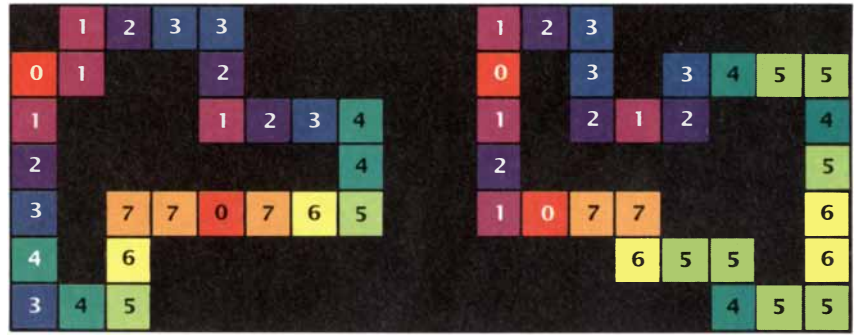 1 2 3 3 1 2 3
0 1 2 0 3 3 4 5 5
1 1 2 3 4 1 2 1 2 4
2 4 2 5
3 7 7 0 7 6 5 1 0 7 7 6
4 6 6 5 5 6
3 4 5 4 5 5